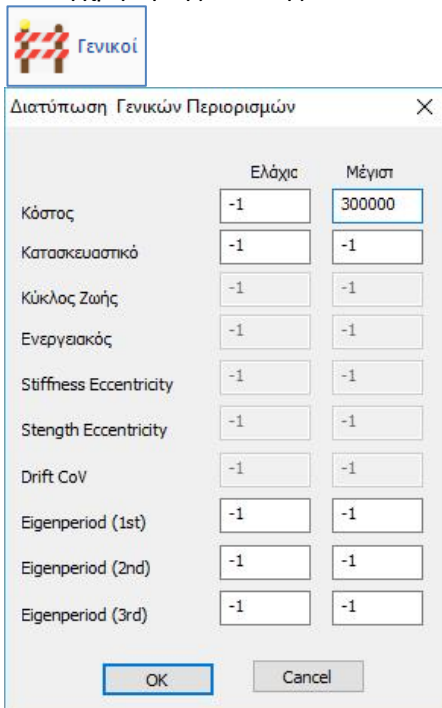 Γενικοί
Διατύπωση Γενικών Περιορισμών
Ελάχισ Μέγιστ
Κόστος -1 300000
Κατασκευαστικό -1 -1
Κύκλος Ζωής -1 -1
Ενεργειακός -1 -1
Stiffness Eccentricity -1 -1
Stength Eccentricity -1 -1
Drift CoV -1 -1
Eigenperiod (1st) -1 -1
Eigenperiod (2nd) -1 -1
Eigenperiod (3rd) -1 -1
OK Cancel